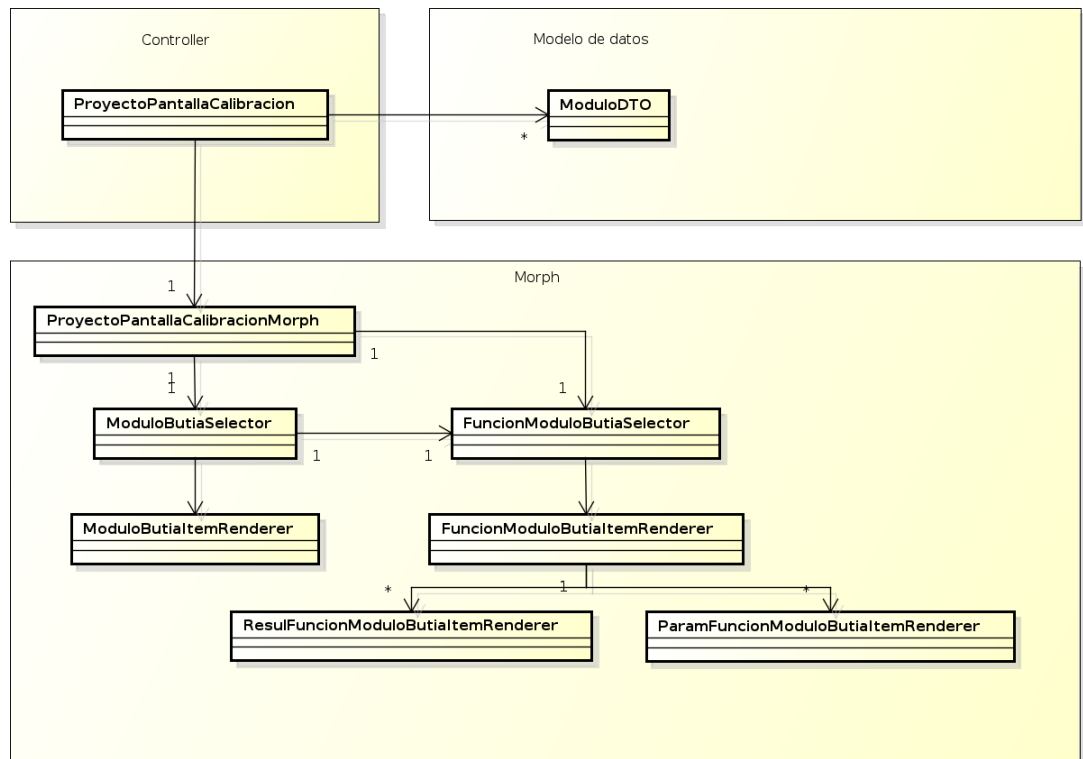 Controller
Modelo de datos
ProyectoPantallaCalibracion
ModuloDTO
*
1
Morph
ProyectoPantallaCalibracionMorph
1
1
1
1
ModuloButiaSelector
FuncionModuloButiaSelector
1
1
ModuloButiaItemRenderer
FuncionModuloButiaItemRenderer
*
1
*
ResulFuncionModuloButiaItemRenderer
ParamFuncionModuloButiaItemRenderer